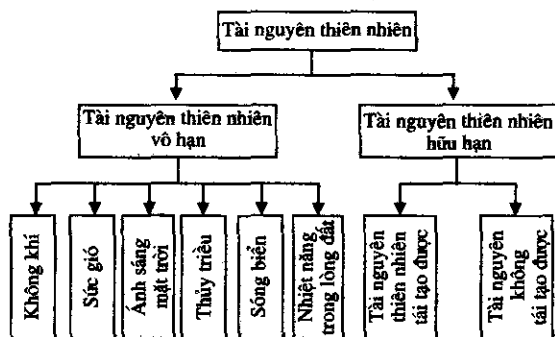 Tài nguyên thiên nhiên
Tài nguyên thiên nhiên
vô hạn
Tài nguyên thiên nhiên
hữu hạn
Không khí
Sức gió
Ánh sáng
mặt trời
Thủy triều
Sóng biển
Nhiệt năng
trong lòng đất
Tài nguyên
thiên nhiên
tái tạo được
Tài nguyên
không
tái tạo được